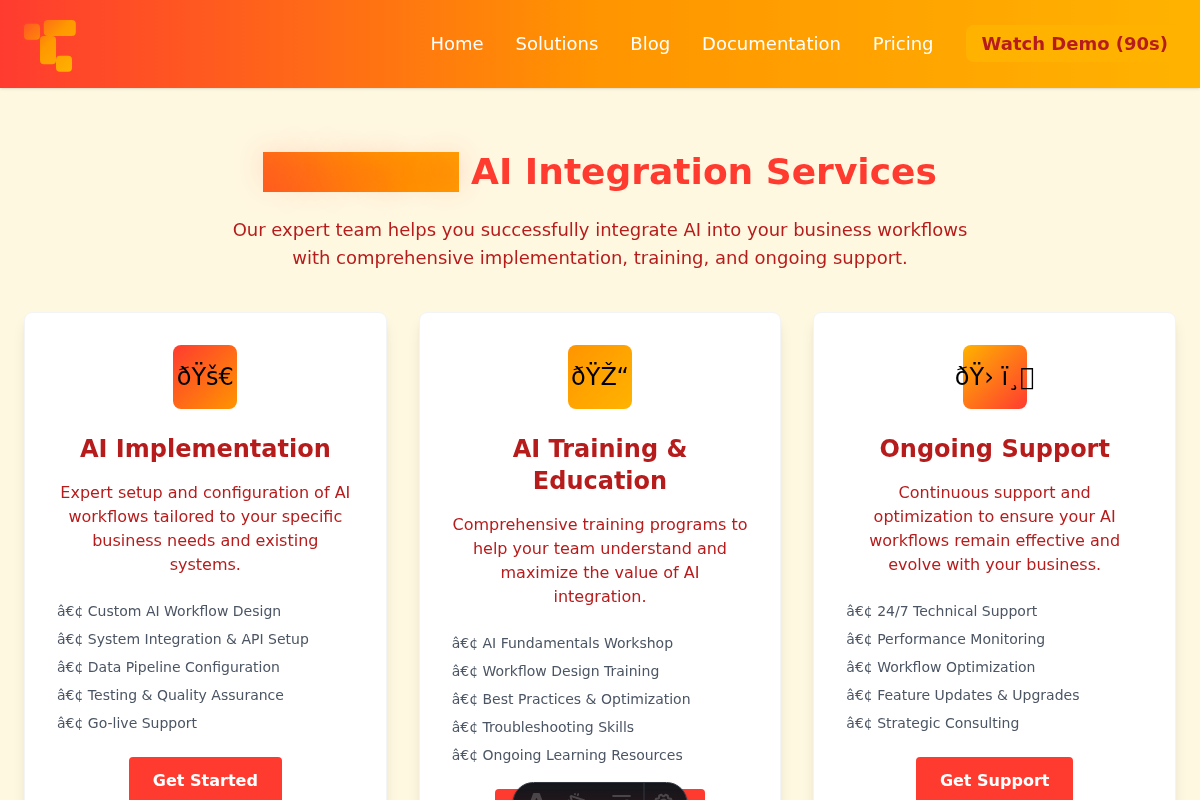 Home Solutions Blog Documentation Pricing Watch Demo (90s)
AI Integration Services
Our expert team helps you successfully integrate AI into your business workflows
with comprehensive implementation, training, and ongoing support.
ðŸš€
AI Implementation
Expert setup and configuration of AI
workflows tailored to your specific
business needs and existing
systems.
â€¢ Custom AI Workflow Design
â€¢ System Integration & API Setup
â€¢ Data Pipeline Configuration
â€¢ Testing & Quality Assurance
â€¢ Go-live Support
Get Started
ðŸŽ“
AI Training &
Education
Comprehensive training programs to
help your team understand and
maximize the value of AI
integration.
â€¢ AI Fundamentals Workshop
â€¢ Workflow Design Training
â€¢ Best Practices & Optimization
â€¢ Troubleshooting Skills
â€¢ Ongoing Learning Resources
ðŸ› ï¸
Ongoing Support
Continuous support and
optimization to ensure your AI
workflows remain effective and
evolve with your business.
â€¢ 24/7 Technical Support
â€¢ Performance Monitoring
â€¢ Workflow Optimization
â€¢ Feature Updates & Upgrades
â€¢ Strategic Consulting
Get Support